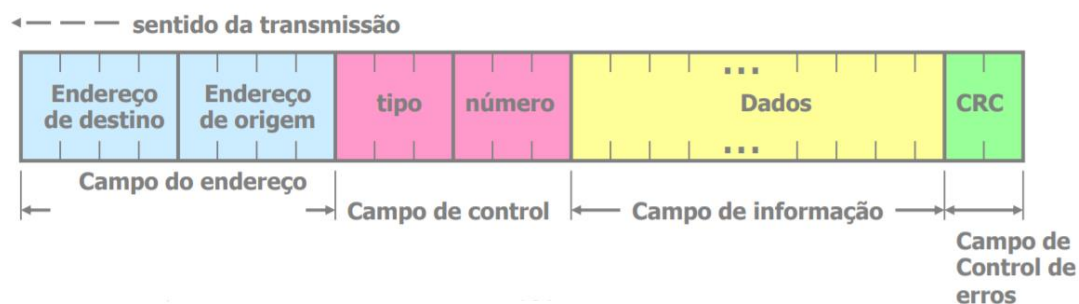 sentido da transmissão
Endereço
de destino
Endereço
de origem
tipo
número
...
Dados
...
CRC
Campo do endereço
Campo de control
Campo de informação
Campo de
Control de
erros